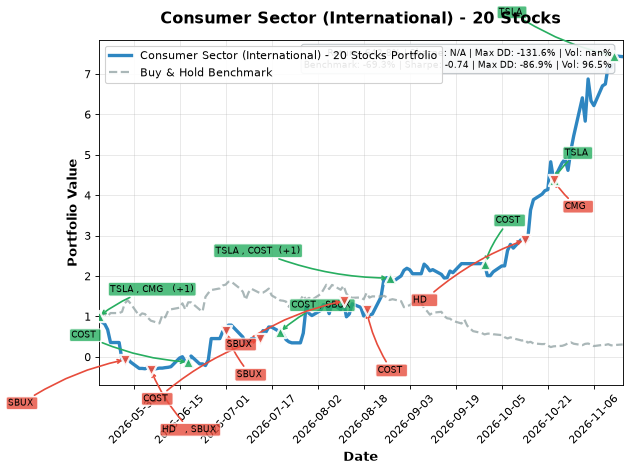 Consumer Sector (International) - 20 Stocks
TSLA
Consumer Sector (International) - 20 Stocks Portfolio
Buy & Hold Benchmark
: N/A | Max DD: -131.6% | Vol: nan%
-0.74 | Max DD: -86.9% | Vol: 96.5%
Portfolio Value
7
6
5
4
3
2
1
0
TSLA
CMG
COST
TSLA , COST (+1)
TSLA , CMG (+1)
HD
COST, SBUX
COST
SBUX
COST
SBUX
SBUX
COST
HD , SBUX
2026-06-15
2026-07-01
2026-07-17
2026-08-02
2026-08-18
2026-09-03
2026-09-19
2026-10-05
2026-10-21
2026-11-06
Date